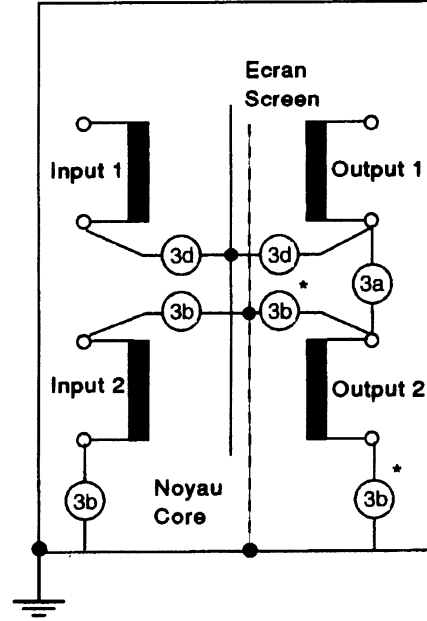 Ecran
Screen
Input 1
Output 1
3d
3d
3a
3b
3b *
Input 2
Output 2
3b
Noyau
Core
3b *